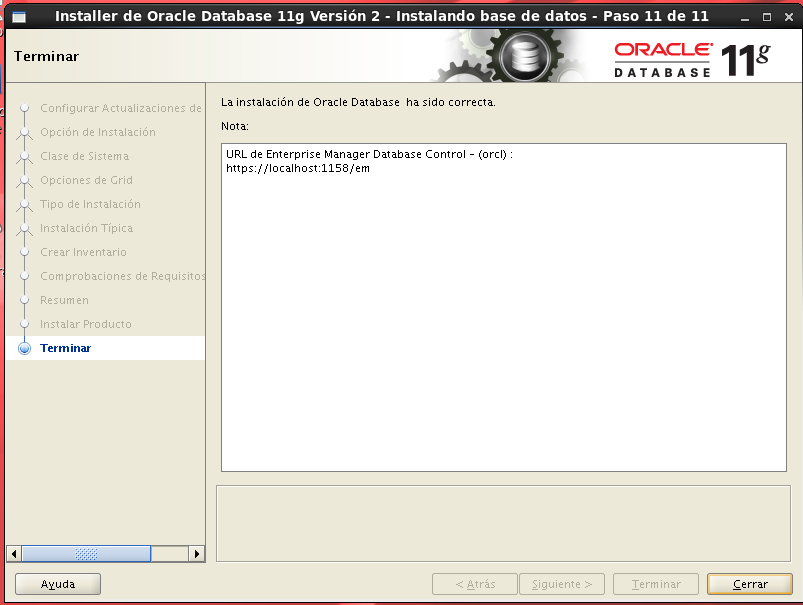 Installer de Oracle Database 11g Versión 2 - Instalando base de datos - Paso 11 de 11
Terminar
ORACLE
DATABASE 11g
Configurar Actualizaciones de
Opción de Instalación
Clase de Sistema
Opciones de Grid
Tipo de Instalación
Instalación Típica
Crear Inventario
Comprobaciones de Requisitos
Resumen
Instalar Producto
Terminar
La instalación de Oracle Database ha sido correcta.
Nota:
URL de Enterprise Manager Database Control - (orcl) :
https://localhost:1158/em
Ayuda
< Atrás
Siguiente >
Terminar
Cerrar